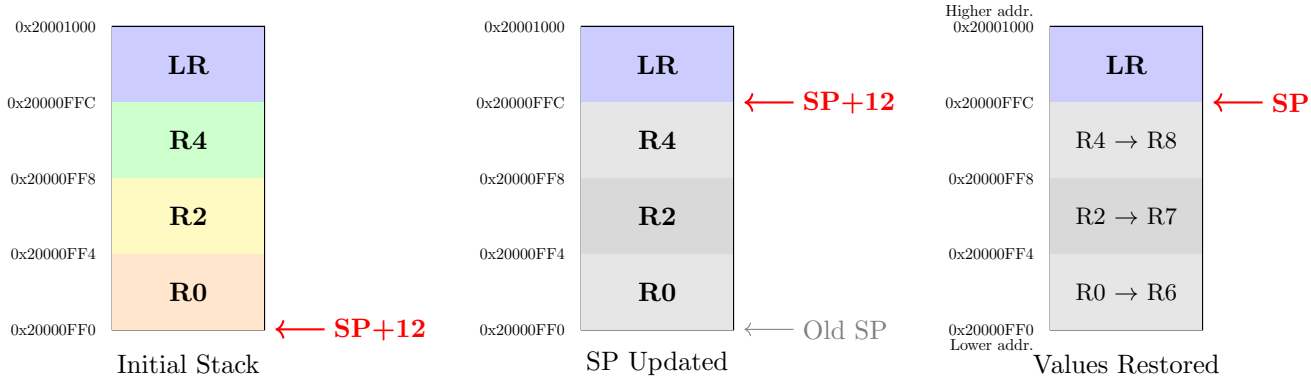 0x20001000
LR
0x20000FFC
R4
0x20000FF8
R2
0x20000FF4
R0
0x20000FF0
SP+12
Initial Stack
0x20001000
LR
0x20000FFC
SP+12
R4
0x20000FF8
R2
0x20000FF4
R0
0x20000FF0
Old SP
SP Updated
Higher addr.
0x20001000
LR
0x20000FFC
SP
R4 → R8
0x20000FF8
R2 → R7
0x20000FF4
R0 → R6
0x20000FF0
Lower addr.
Values Restored